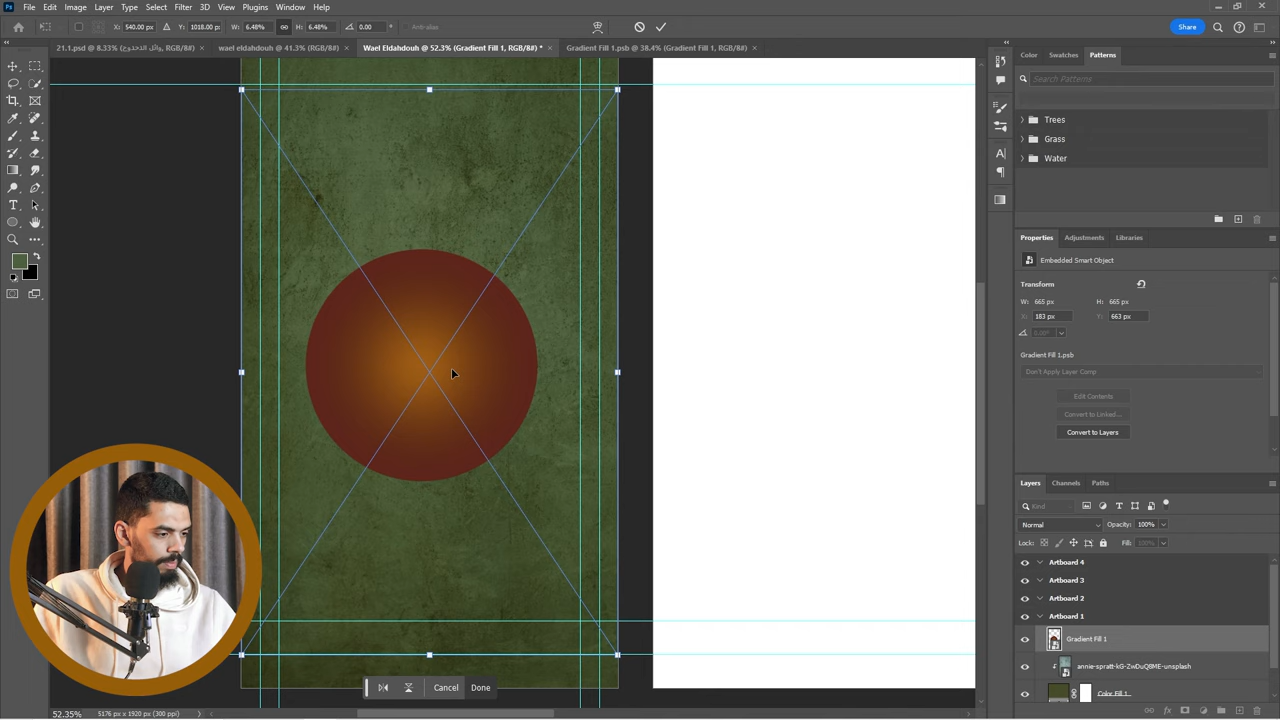 File Edit Image Layer Type Select Filter 3D View Plugins Window Help
X: 540.00 px Y: 1018.00 px W: 6.48% H: 6.48% 0.00 ° Anti-alias Share
21.1.psd @ 8.33% (وائل الدحدوح, RGB/8#) × wael eldahdouh @ 41.3% (RGB/8#) × Wael Eldahdouh @ 52.3% (Gradient Fill 1, RGB/8#) * × Gradient Fill 1.psb @ 38.4% (Gradient Fill 1, RGB/8#) ×
Color Swatches Patterns
Search Patterns
Trees
Grass
Water
Properties Adjustments Libraries
Embedded Smart Object
Transform
W: 665 px H: 665 px
X: 183 px Y: 663 px
0.00°
Gradient Fill 1.psb
Don't Apply Layer Comp
Edit Contents
Convert to Linked...
Convert to Layers
Layers Channels Paths
Kind
Normal Opacity: 100%
Lock: Fill: 100%
Artboard 4
Artboard 3
Artboard 2
Artboard 1
Gradient Fill 1
annie-spratt-kG-ZwDuQ8ME-unsplash
Color Fill 1
Cancel Done
52.35% 5176 px x 1920 px (300 ppi)